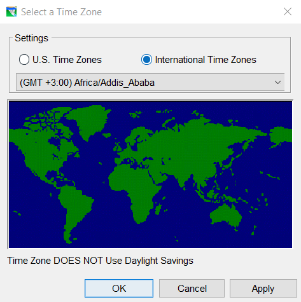 Select a Time Zone
Settings
U.S. Time Zones
International Time Zones
(GMT +3:00) Africa/Addis_Ababa
Time Zone DOES NOT Use Daylight Savings
OK
Cancel
Apply